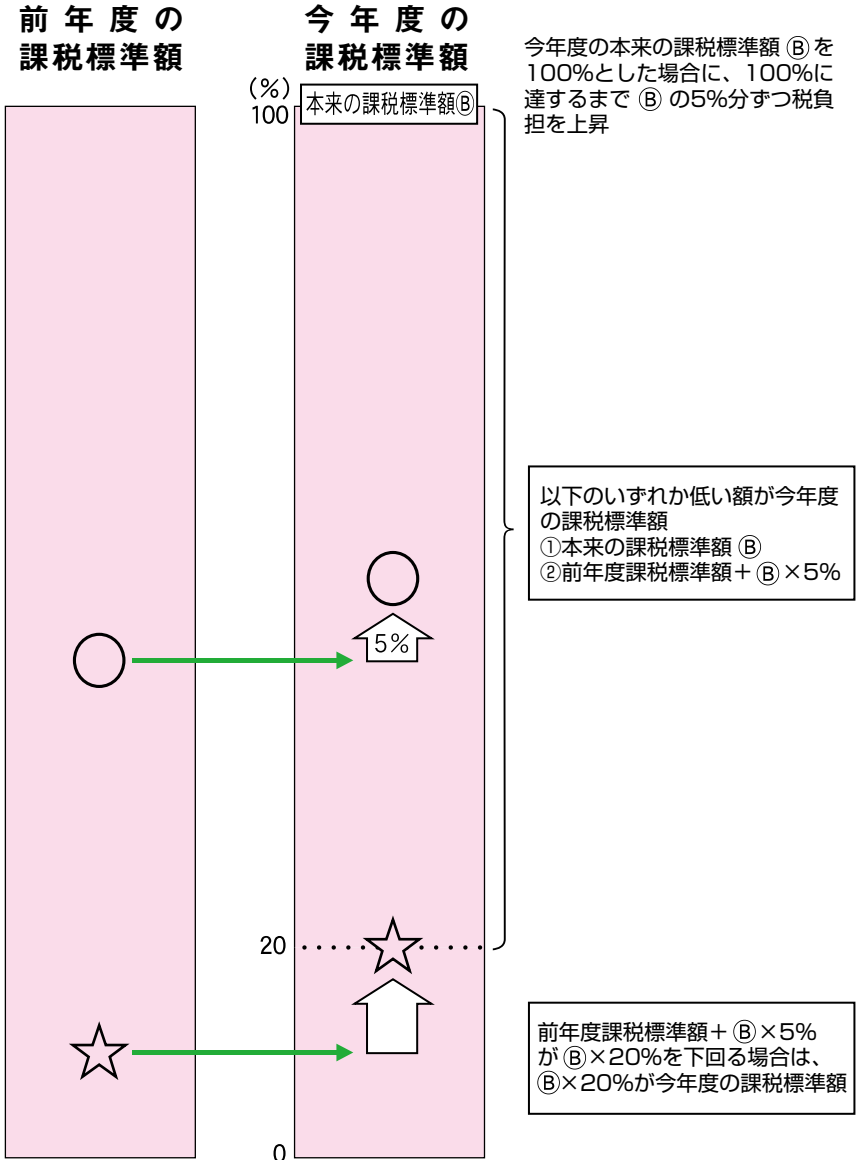 前年度の
課税標準額
今年度の
課税標準額
今年度の本来の課税標準額Ⓑを
100%とした場合に、100%に
達するまでⒷの5%分ずつ税負
担を上昇
(%)
100
本来の課税標準額Ⓑ
以下のいずれか低い額が今年度
の課税標準額
①本来の課税標準額Ⓑ
②前年度課税標準額+Ⓑ×5%
5%
20
前年度課税標準額+Ⓑ×5%
がⒷ×20%を下回る場合は、
Ⓑ×20%が今年度の課税標準額
0